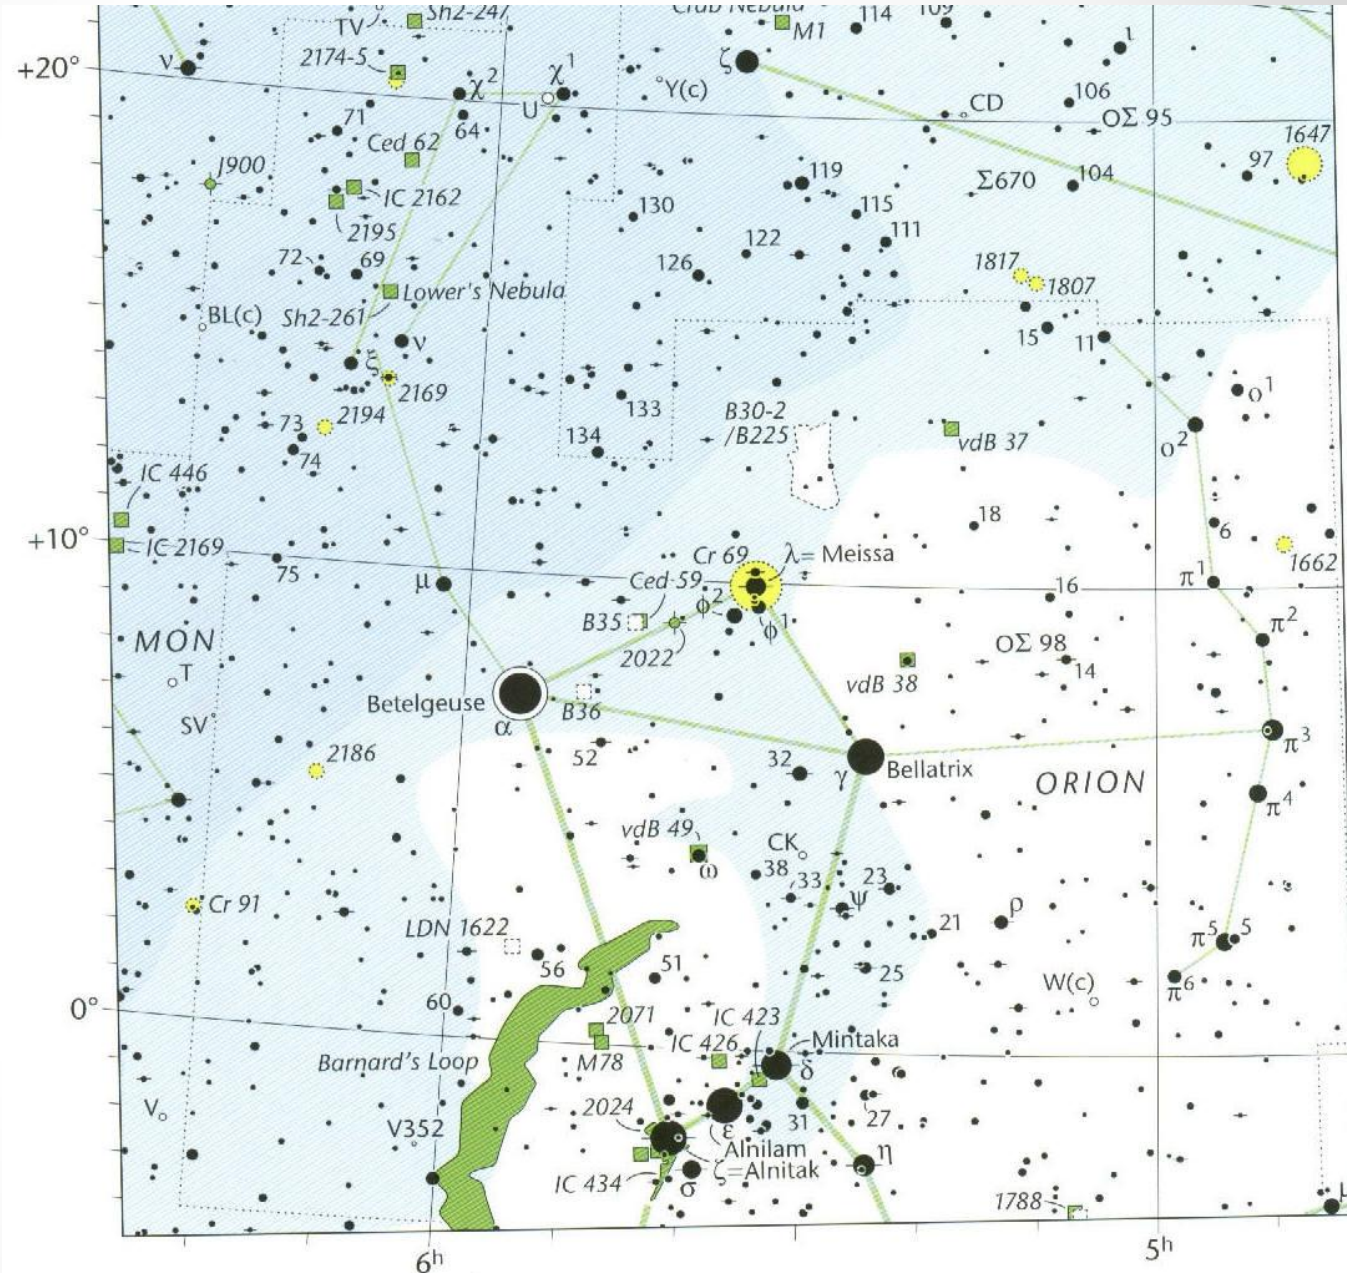 TV
Sh2-247
Crab Nebula
M1
114
109
ι
+20°
ν
2174-5
χ²
χ¹
U
ζ
Y(c)
CD
106
ΟΣ 95
1647
71
64
Ced 62
J900
IC 2162
2195
119
Σ670
104
97
130
115
111
122
72
69
126
1817
1807
Lower's Nebula
Sh2-261
BL(c)
ν
15
11
ξ
2169
2194
133
B30-2
/B225
ο¹
ο²
vdB 37
73
74
134
IC 446
18
6
+10°
IC 2169
75
μ
Cr 69
λ= Meissa
1662
Ced 59
φ²
φ¹
B35
2022
16
π¹
π²
MON
T
ΟΣ 98
14
vdB 38
Betelgeuse
α
B36
SV
π³
2186
52
32
γ
Bellatrix
ORION
π⁴
vdB 49
ω
CK
38
33
23
ψ
Cr 91
21
ρ
LDN 1622
π⁵
5
56
51
25
W(c)
π⁶
0°
60
2071
IC 423
IC 426
Mintaka
δ
Barnard's Loop
M78
V
V352
2024
31
27
ε
Alnilam
ζ=Alnitak
η
σ
IC 434
1788
μ
6ʰ
5ʰ